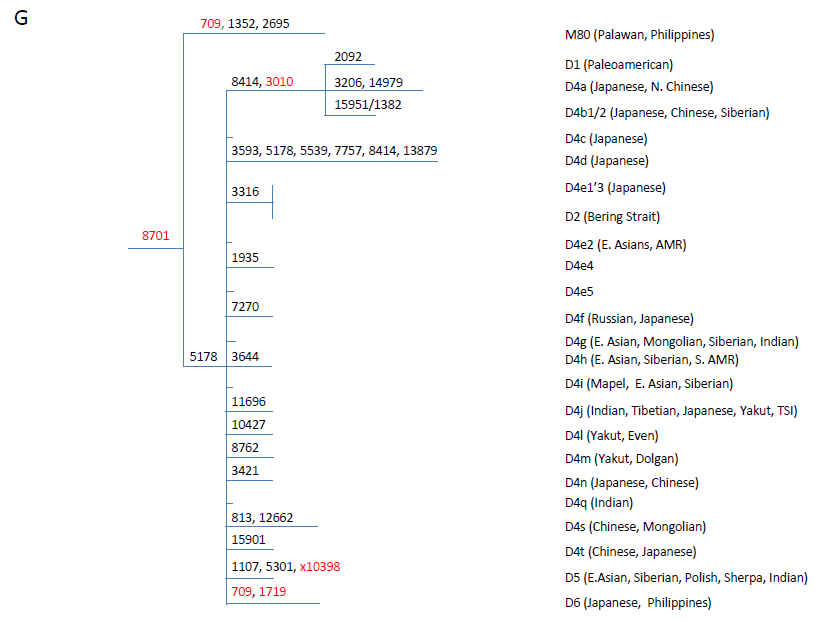 G
709, 1352, 2695
M80 (Palawan, Philippines)
2092
D1 (Paleoamerican)
8414, 3010
3206, 14979
D4a (Japanese, N. Chinese)
15951/1382
D4b1/2 (Japanese, Chinese, Siberian)
D4c (Japanese)
3593, 5178, 5539, 7757, 8414, 13879
D4d (Japanese)
3316
D4e1’3 (Japanese)
D2 (Bering Strait)
8701
D4e2 (E. Asians, AMR)
1935
D4e4
D4e5
7270
D4f (Russian, Japanese)
D4g (E. Asian, Mongolian, Siberian, Indian)
5178
3644
D4h (E. Asian, Siberian, S. AMR)
D4i (Mapel, E. Asian, Siberian)
11696
D4j (Indian, Tibetian, Japanese, Yakut, TSI)
10427
D4l (Yakut, Even)
8762
D4m (Yakut, Dolgan)
3421
D4n (Japanese, Chinese)
D4q (Indian)
813, 12662
D4s (Chinese, Mongolian)
15901
D4t (Chinese, Japanese)
1107, 5301, x10398
D5 (E.Asian, Siberian, Polish, Sherpa, Indian)
709, 1719
D6 (Japanese, Philippines)